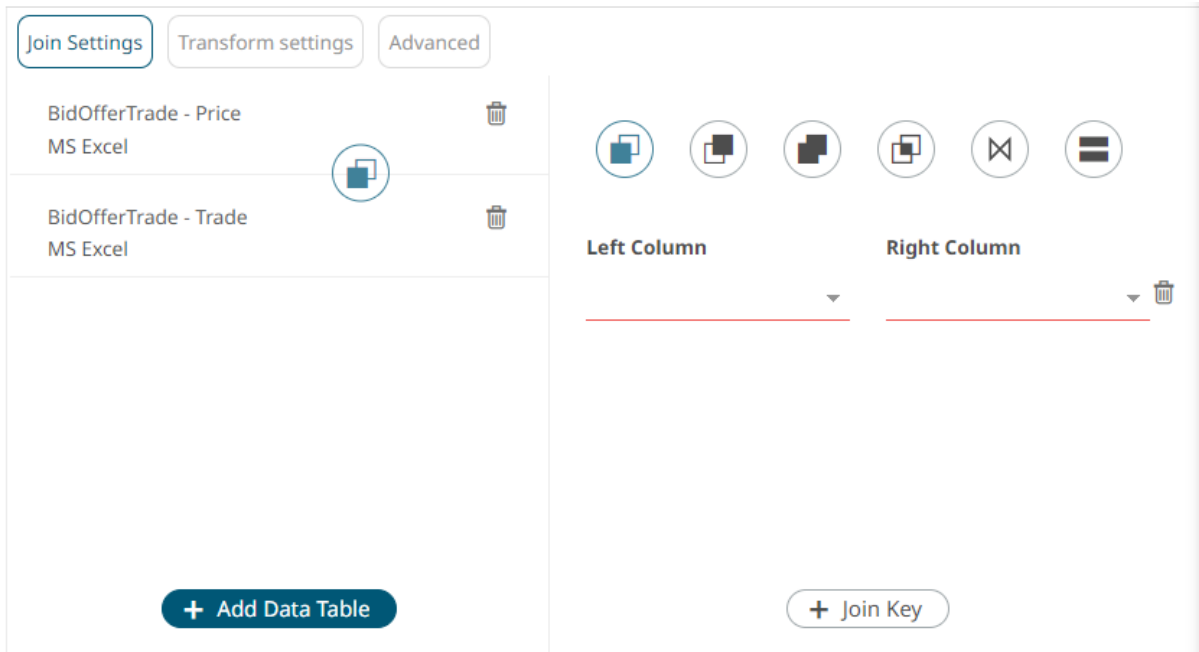 Join Settings
Transform settings
Advanced
BidOfferTrade - Price
MS Excel
BidOfferTrade - Trade
MS Excel
+ Add Data Table
Left Column
Right Column
+ Join Key